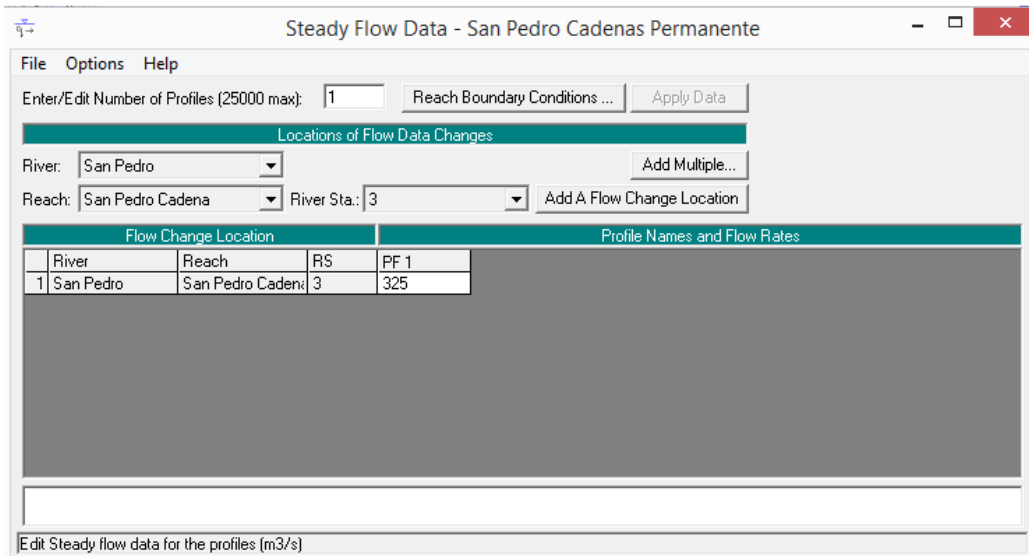 Steady Flow Data - San Pedro Cadenas Permanente
File Options Help
Enter/Edit Number of Profiles (25000 max): 1 Reach Boundary Conditions ... Apply Data
Locations of Flow Data Changes
River: San Pedro Add Multiple...
Reach: San Pedro Cadena River Sta.: 3 Add A Flow Change Location
Flow Change Location Profile Names and Flow Rates
River Reach RS PF 1
1 San Pedro San Pedro Cadena 3 325
Edit Steady flow data for the profiles (m3/s)